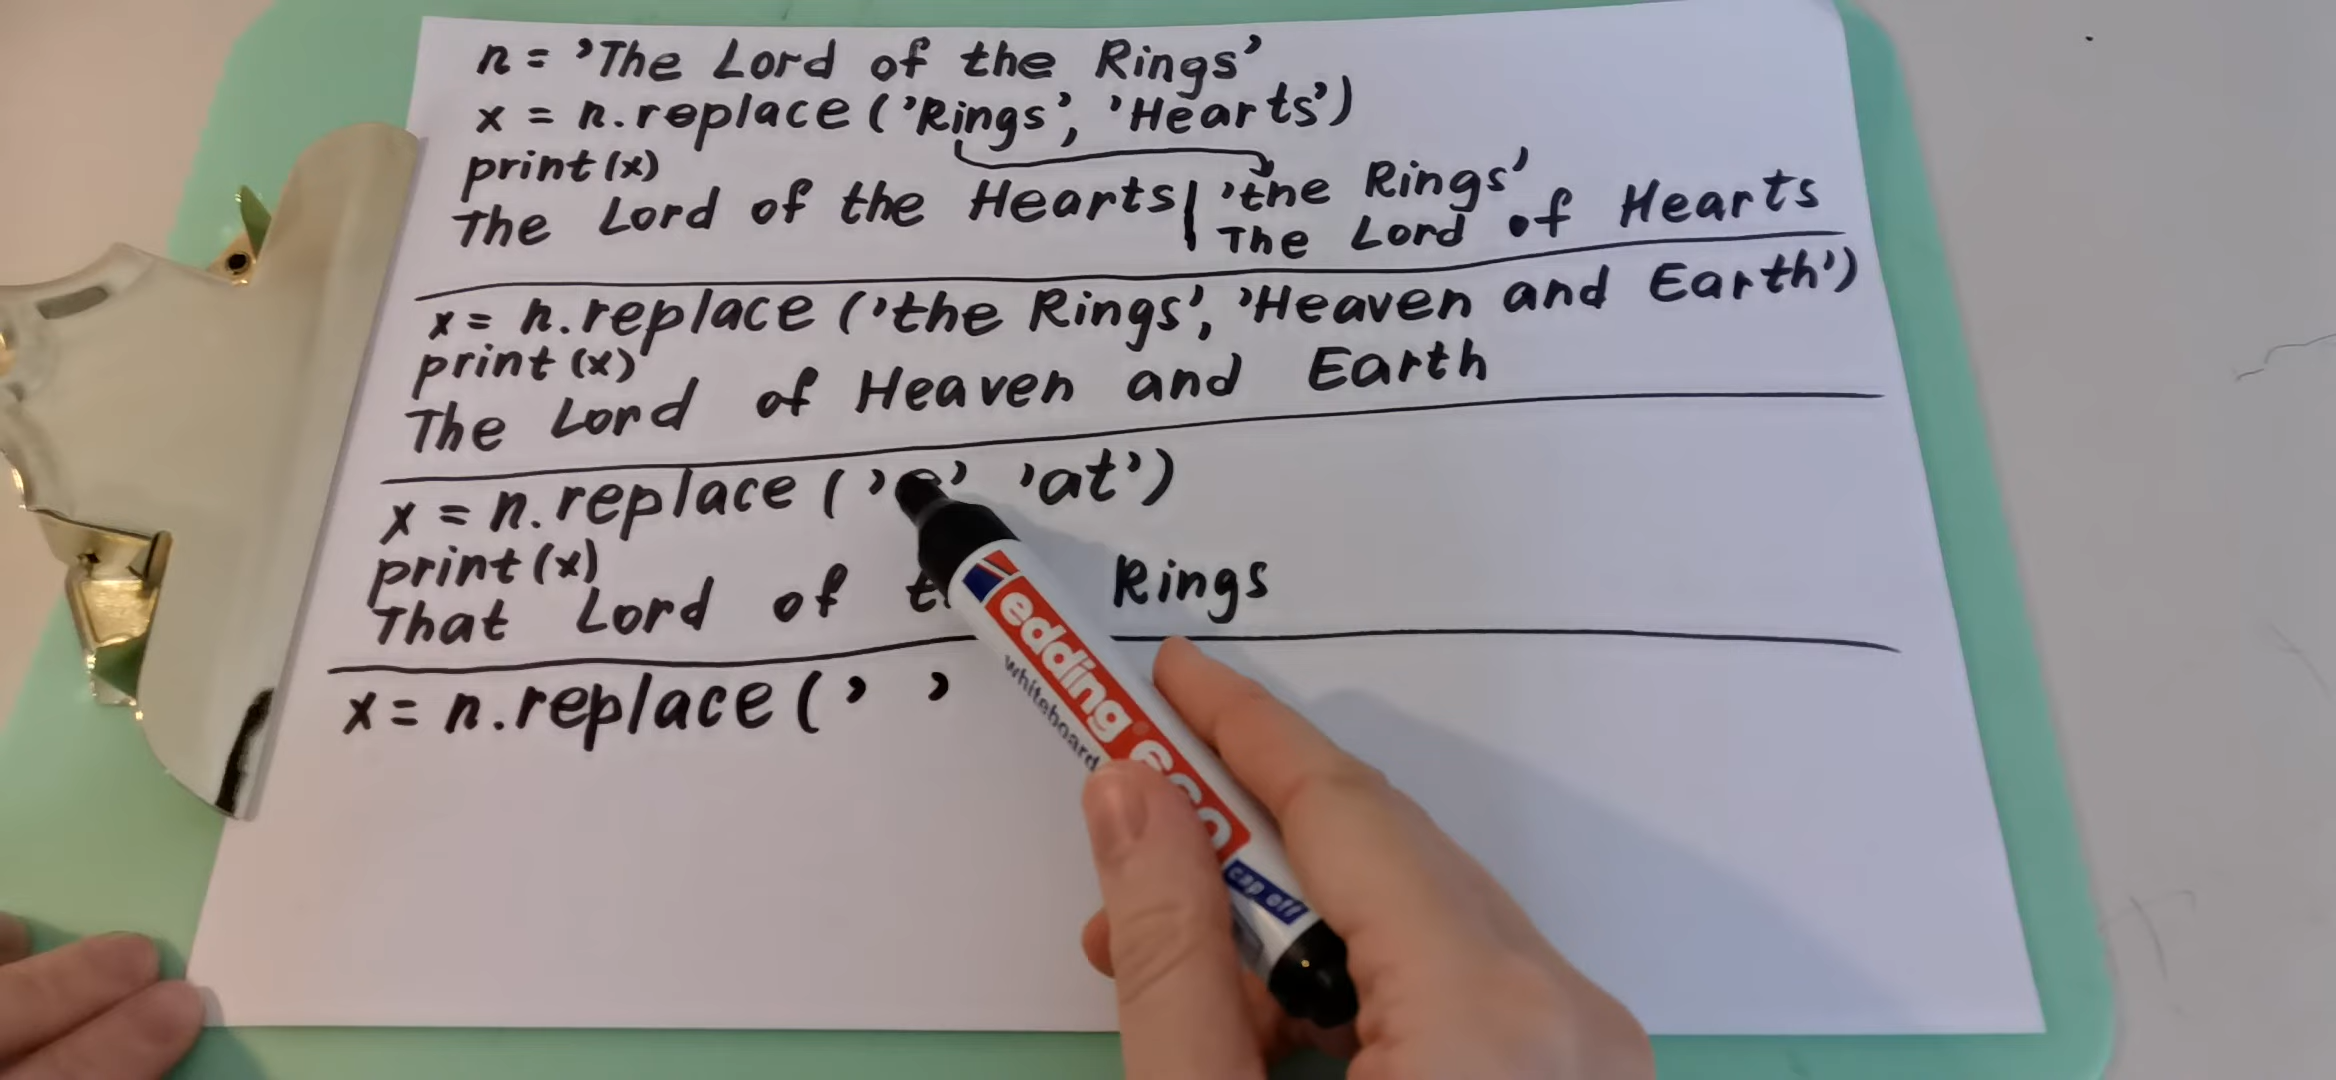 n = 'The Lord of the Rings'
x = n.replace ('Rings', 'Hearts')
print (x)
The Lord of the Hearts | 'the Rings'
The Lord of Hearts
x = n.replace ('the Rings', 'Heaven and Earth')
print (x)
The Lord of Heaven and Earth
x = n.replace (' ' 'at')
print (x)
That Lord of Rings
x = n.replace (' '
edding
whiteboard
cap off